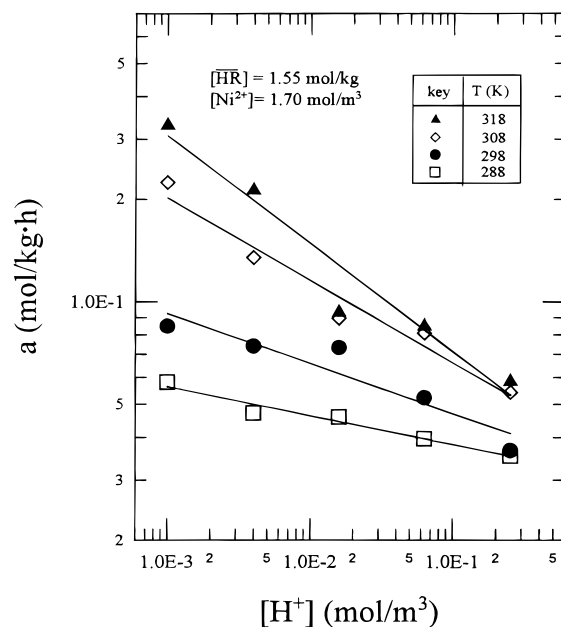 5
[HR] = 1.55 mol/kg
[Ni²⁺]= 1.70 mol/m³
key T (K)
▲ 318
◇ 308
● 298
□ 288
3
2
1.0E-1
a (mol/kg·h)
5
3
2
1.0E-3 2 5 1.0E-2 2 5 1.0E-1 2 5
[H⁺] (mol/m³)